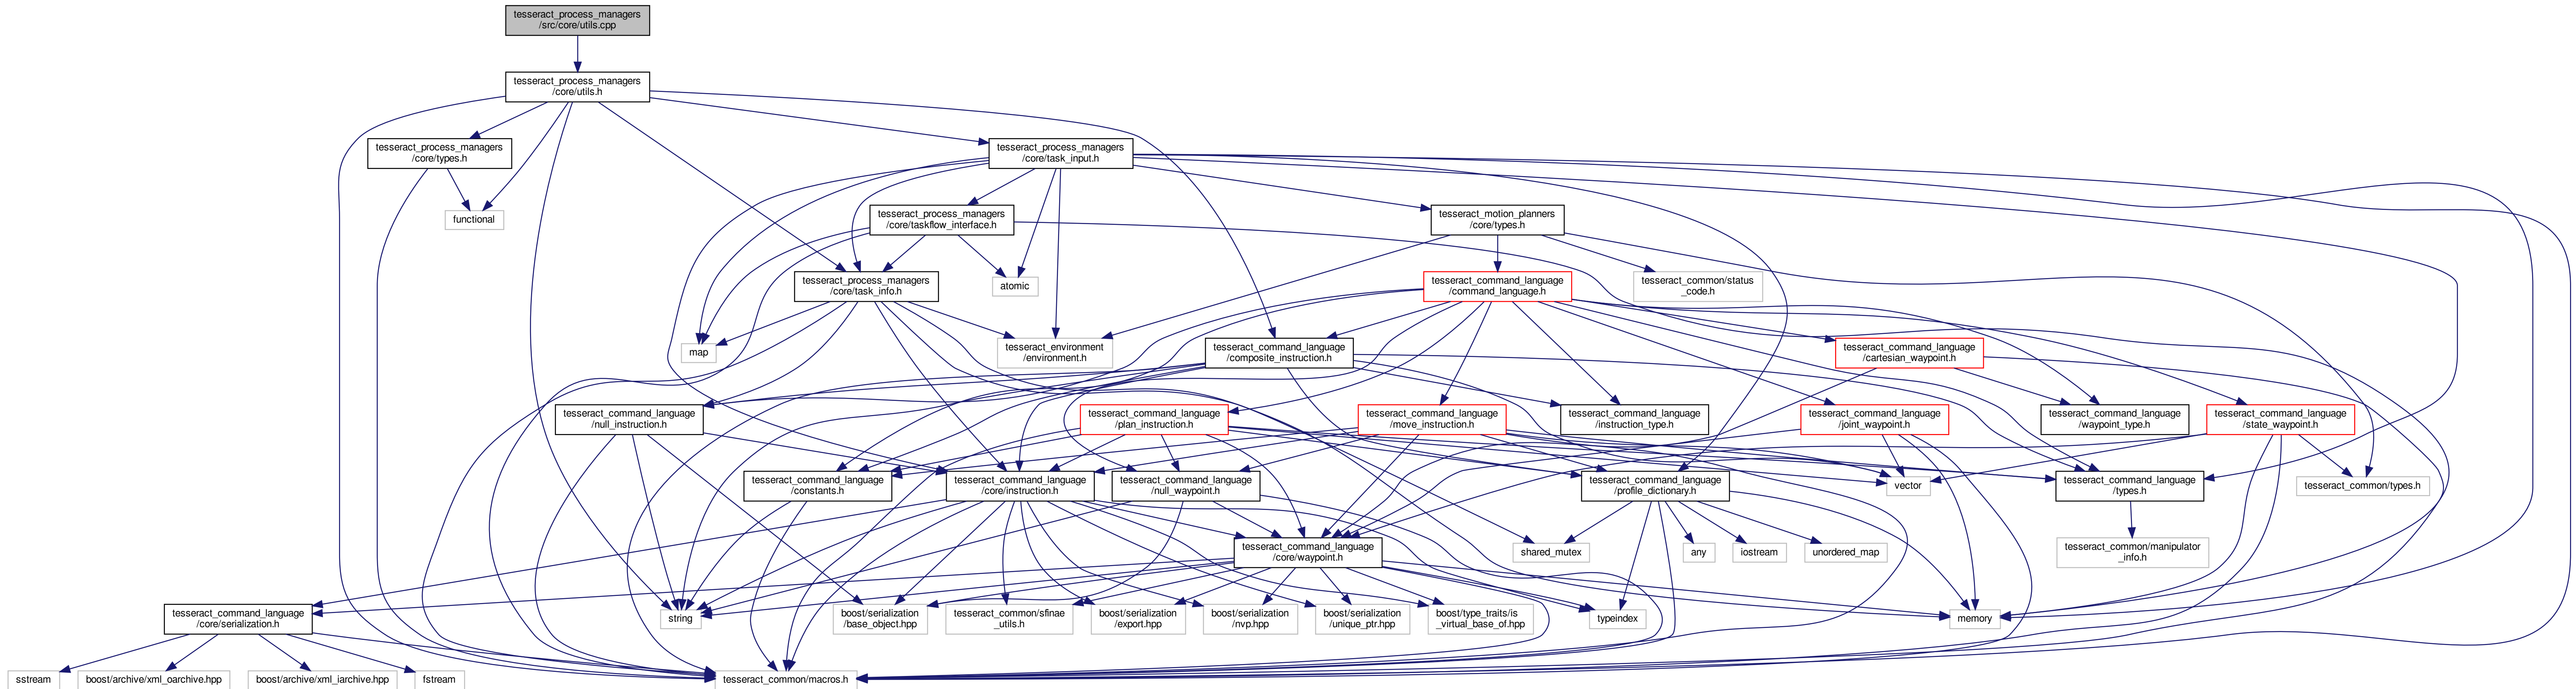 tesseract_process_managers
/src/core/utils.cpp
tesseract_process_managers
/core/utils.h
tesseract_process_managers
/core/types.h
tesseract_process_managers
/core/task_input.h
functional
tesseract_process_managers
/core/taskflow_interface.h
tesseract_motion_planners
/core/types.h
tesseract_process_managers
/core/task_info.h
atomic
tesseract_command_language
/command_language.h
tesseract_common/status
_code.h
map
tesseract_environment
/environment.h
tesseract_command_language
/composite_instruction.h
tesseract_command_language
/cartesian_waypoint.h
tesseract_command_language
/null_instruction.h
tesseract_command_language
/plan_instruction.h
tesseract_command_language
/move_instruction.h
tesseract_command_language
/instruction_type.h
tesseract_command_language
/joint_waypoint.h
tesseract_command_language
/waypoint_type.h
tesseract_command_language
/state_waypoint.h
tesseract_command_language
/constants.h
tesseract_command_language
/core/instruction.h
tesseract_command_language
/null_waypoint.h
tesseract_command_language
/profile_dictionary.h
vector
tesseract_command_language
/types.h
tesseract_common/types.h
tesseract_command_language
/core/waypoint.h
shared_mutex
any
iostream
unordered_map
tesseract_common/manipulator
_info.h
tesseract_command_language
/core/serialization.h
string
boost/serialization
/base_object.hpp
tesseract_common/sfinae
_utils.h
boost/serialization
/export.hpp
boost/serialization
/nvp.hpp
boost/serialization
/unique_ptr.hpp
boost/type_traits/is
_virtual_base_of.hpp
typeindex
memory
sstream
boost/archive/xml_oarchive.hpp
boost/archive/xml_iarchive.hpp
fstream
tesseract_common/macros.h